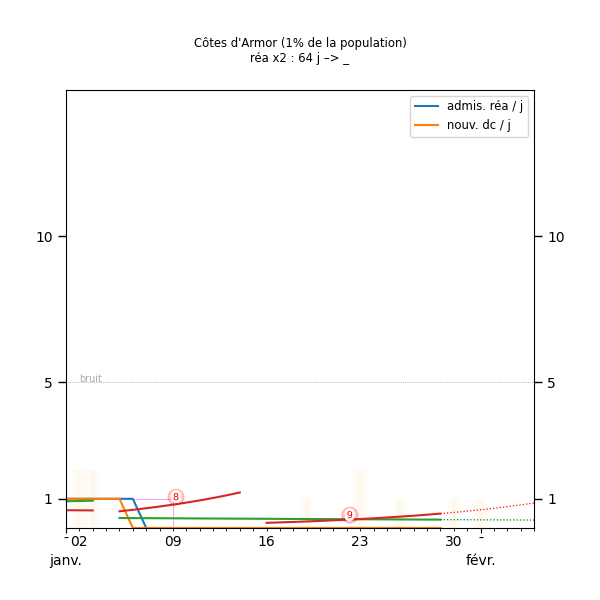 Côtes d'Armor (1% de la population)
réa x2 : 64 j –> _
admis. réa / j
nouv. dc / j
10 10
bruit
5 5
8
1 1
9
- 02 09 16 23 30 -
janv. févr.